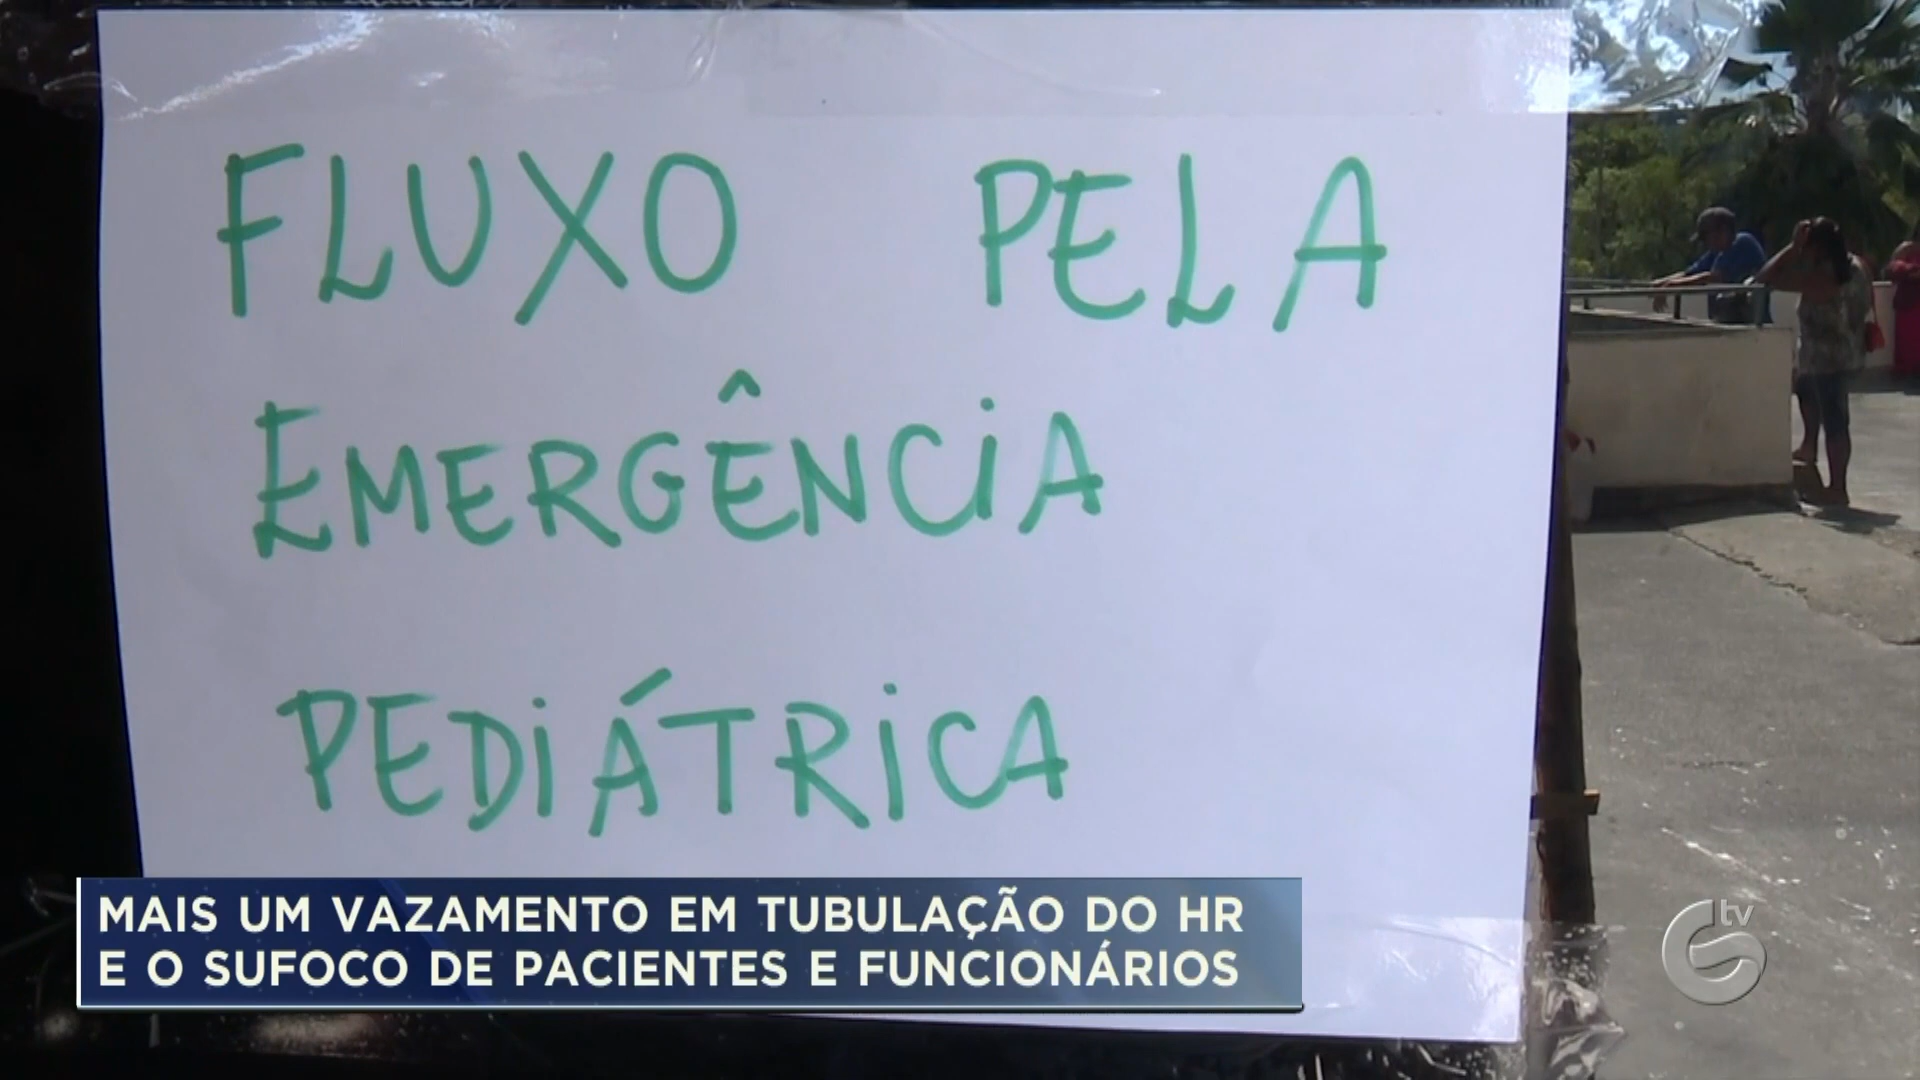 FLUXO PELA
EMERGÊNCiA
PEDiÁTRiCA
MAIS UM VAZAMENTO EM TUBULAÇÃO DO HR
E O SUFOCO DE PACIENTES E FUNCIONÁRIOS
tv